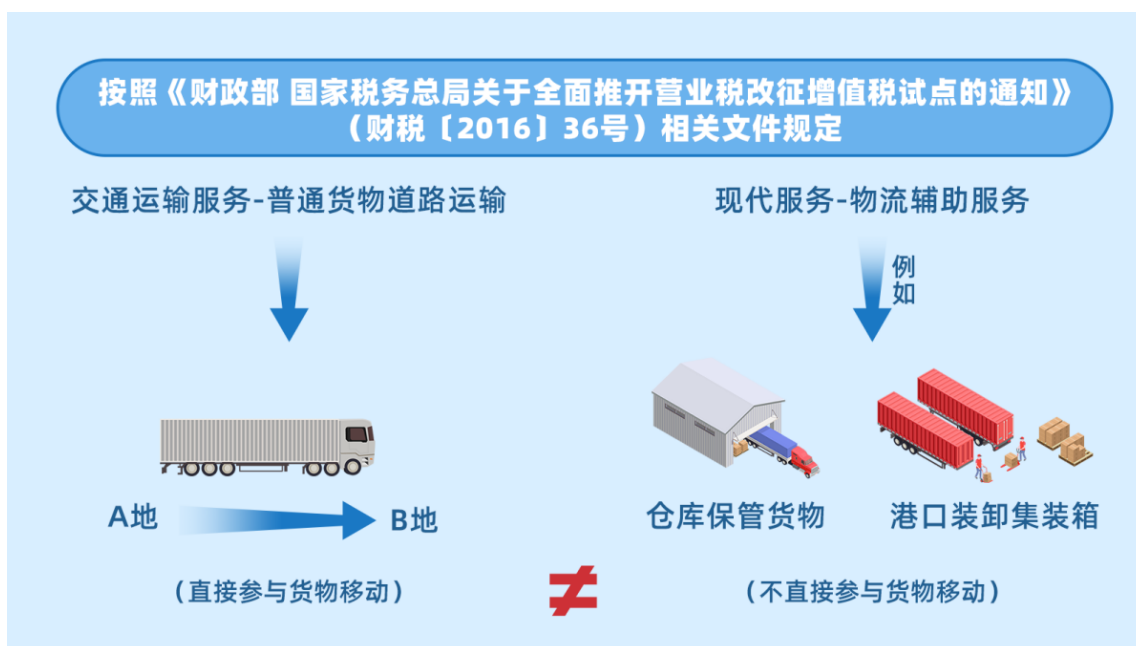 按照《财政部 国家税务总局关于全面推开营业税改征增值税试点的通知》
（财税〔2016〕36号）相关文件规定
交通运输服务-普通货物道路运输
现代服务-物流辅助服务
例如
A地
B地
仓库保管货物
港口装卸集装箱
（直接参与货物移动）
≠
（不直接参与货物移动）